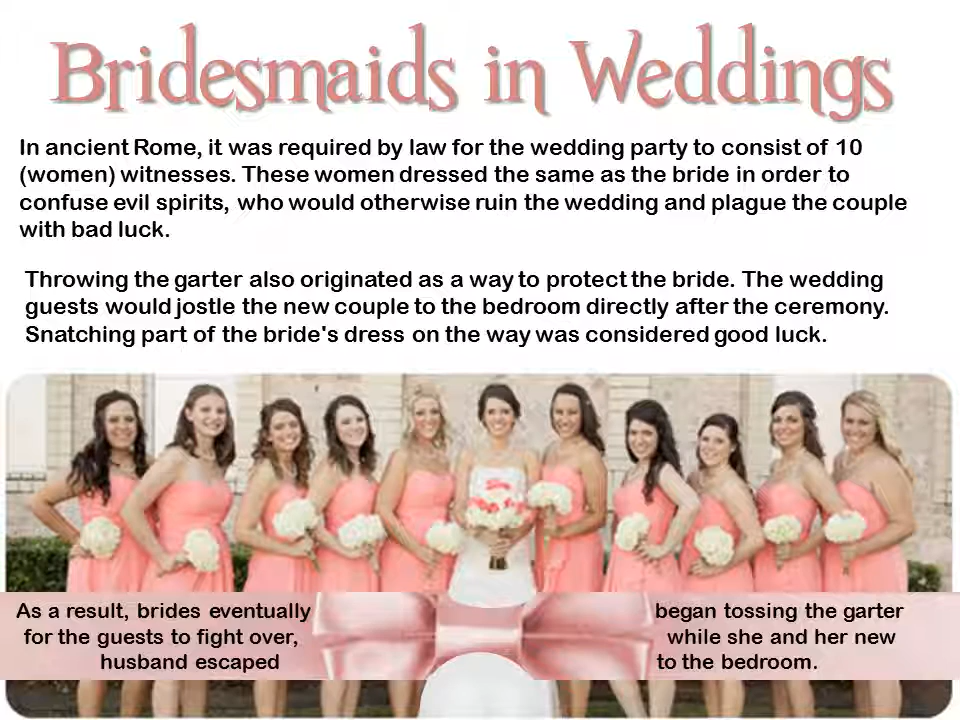 Bridesmaids in Weddings
In ancient Rome, it was required by law for the wedding party to consist of 10
(women) witnesses. These women dressed the same as the bride in order to
confuse evil spirits, who would otherwise ruin the wedding and plague the couple
with bad luck.
Throwing the garter also originated as a way to protect the bride. The wedding
guests would jostle the new couple to the bedroom directly after the ceremony.
Snatching part of the bride's dress on the way was considered good luck.
As a result, brides eventually began tossing the garter
for the guests to fight over, while she and her new
husband escaped to the bedroom.